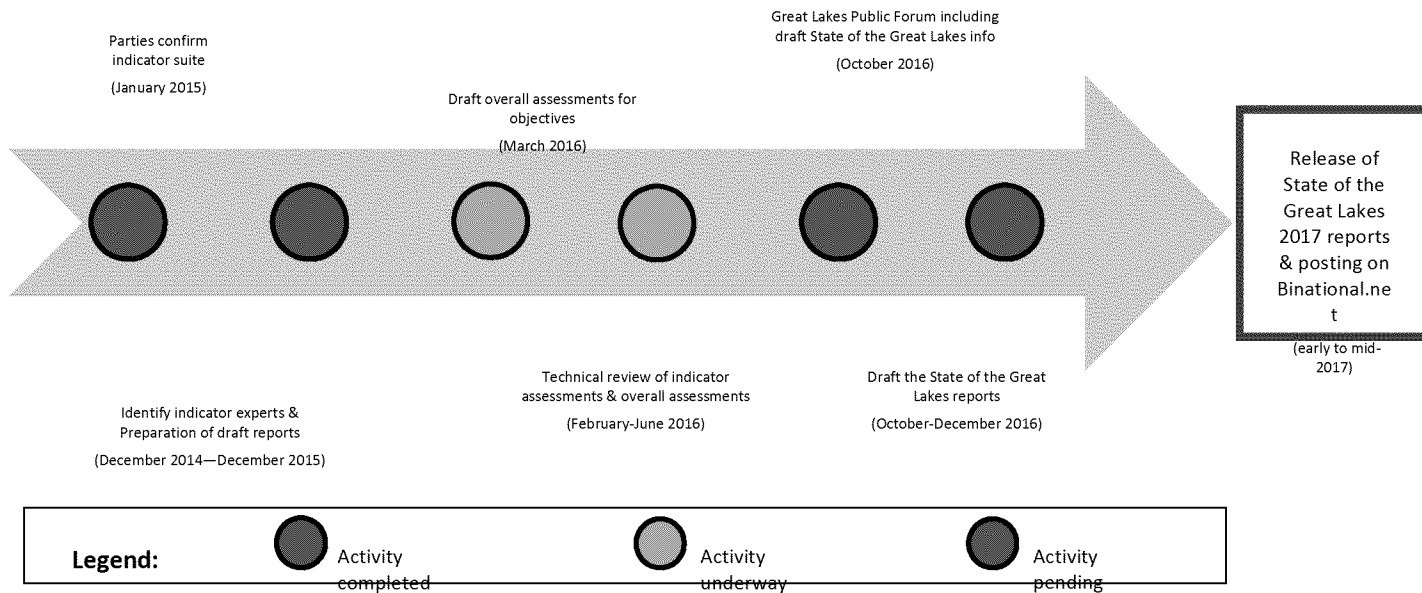 Great Lakes Public Forum including
draft State of the Great Lakes info
(October 2016)
Parties confirm
indicator suite
(January 2015)
Draft overall assessments for
objectives
(March 2016)
Release of
State of the
Great Lakes
2017 reports
& posting on
Binational.ne
t
(early to mid-
2017)
Technical review of indicator
assessments & overall assessments
(February-June 2016)
Draft the State of the Great
Lakes reports
(October-December 2016)
Identify indicator experts &
Preparation of draft reports
(December 2014—December 2015)
Legend:
Activity
completed
Activity
underway
Activity
pending